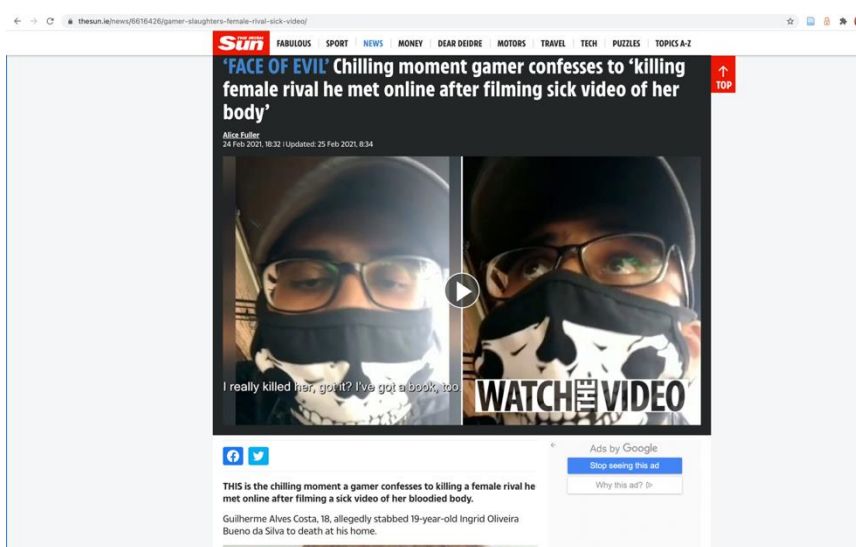 thesun.ie/news/6616426/gamer-slaughters-female-rival-sick-video/
THE IRISH
Sun
FABULOUS SPORT NEWS MONEY DEAR DEIDRE MOTORS TRAVEL TECH PUZZLES TOPICS A-Z
‘FACE OF EVIL’ Chilling moment gamer confesses to ‘killing
female rival he met online after filming sick video of her
body’
TOP
Alice Fuller
24 Feb 2021, 18:32 | Updated: 25 Feb 2021, 8:34
I really killed her, got it? I've got a book, too.
WATCH THE VIDEO
Ads by Google
Stop seeing this ad
Why this ad?
THIS is the chilling moment a gamer confesses to killing a female rival he
met online after filming a sick video of her bloodied body.
Guilherme Alves Costa, 18, allegedly stabbed 19-year-old Ingrid Oliveira
Bueno da Silva to death at his home.